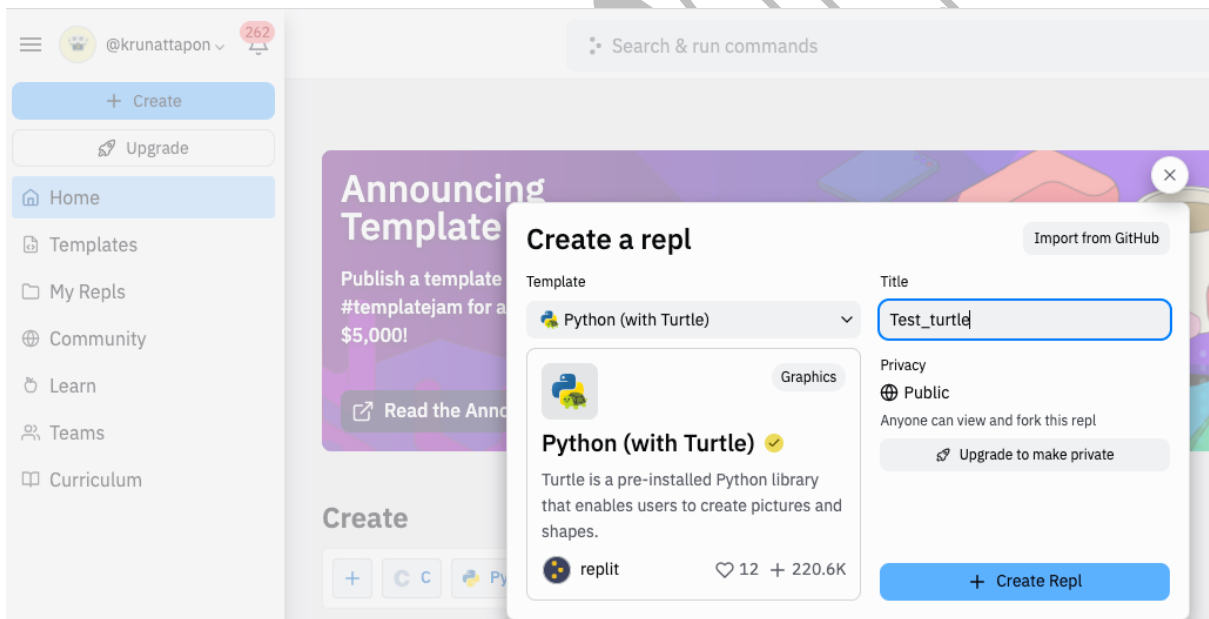 @krunattapon
262
Search & run commands
+ Create
Upgrade
Home
Templates
My Repls
Community
Learn
Teams
Curriculum
Announcing
Template
Publish a template
#templatejam for a
$5,000!
Read the Anno
Create
+
C C
Py
Create a repl
Import from GitHub
Template
Python (with Turtle)
Graphics
Python (with Turtle)
Turtle is a pre-installed Python library
that enables users to create pictures and
shapes.
replit
12 + 220.6K
Title
Test_turtle
Privacy
Public
Anyone can view and fork this repl
Upgrade to make private
+ Create Repl